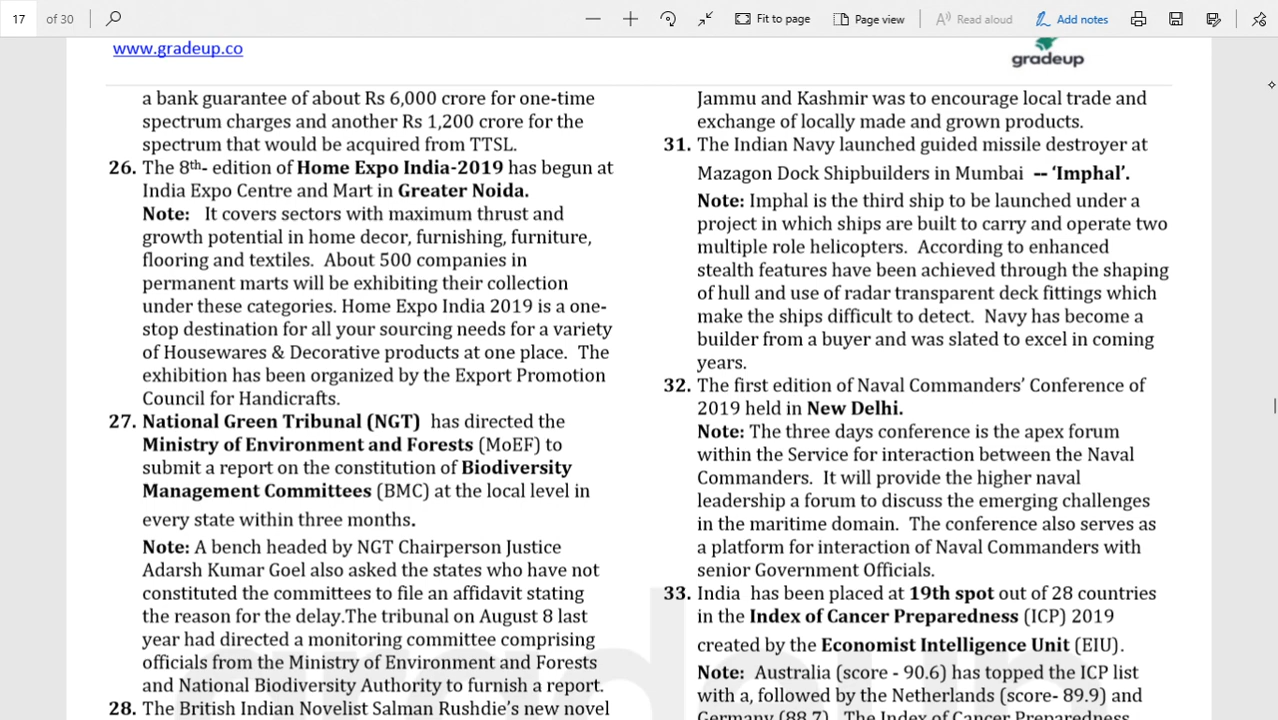 17 of 30 Fit to page Page view Read aloud Add notes
www.gradeup.co
gradeup
a bank guarantee of about Rs 6,000 crore for one-time
spectrum charges and another Rs 1,200 crore for the
spectrum that would be acquired from TTSL.
26. The 8th- edition of Home Expo India-2019 has begun at
India Expo Centre and Mart in Greater Noida.
Note: It covers sectors with maximum thrust and
growth potential in home decor, furnishing, furniture,
flooring and textiles. About 500 companies in
permanent marts will be exhibiting their collection
under these categories. Home Expo India 2019 is a one-
stop destination for all your sourcing needs for a variety
of Housewares & Decorative products at one place. The
exhibition has been organized by the Export Promotion
Council for Handicrafts.
27. National Green Tribunal (NGT) has directed the
Ministry of Environment and Forests (MoEF) to
submit a report on the constitution of Biodiversity
Management Committees (BMC) at the local level in
every state within three months.
Note: A bench headed by NGT Chairperson Justice
Adarsh Kumar Goel also asked the states who have not
constituted the committees to file an affidavit stating
the reason for the delay.The tribunal on August 8 last
year had directed a monitoring committee comprising
officials from the Ministry of Environment and Forests
and National Biodiversity Authority to furnish a report.
28. The British Indian Novelist Salman Rushdie's new novel
Jammu and Kashmir was to encourage local trade and
exchange of locally made and grown products.
31. The Indian Navy launched guided missile destroyer at
Mazagon Dock Shipbuilders in Mumbai -- 'Imphal'.
Note: Imphal is the third ship to be launched under a
project in which ships are built to carry and operate two
multiple role helicopters. According to enhanced
stealth features have been achieved through the shaping
of hull and use of radar transparent deck fittings which
make the ships difficult to detect. Navy has become a
builder from a buyer and was slated to excel in coming
years.
32. The first edition of Naval Commanders' Conference of
2019 held in New Delhi.
Note: The three days conference is the apex forum
within the Service for interaction between the Naval
Commanders. It will provide the higher naval
leadership a forum to discuss the emerging challenges
in the maritime domain. The conference also serves as
a platform for interaction of Naval Commanders with
senior Government Officials.
33. India has been placed at 19th spot out of 28 countries
in the Index of Cancer Preparedness (ICP) 2019
created by the Economist Intelligence Unit (EIU).
Note: Australia (score - 90.6) has topped the ICP list
with a, followed by the Netherlands (score- 89.9) and
Germany (88.7). The Index of Cancer Preparedness